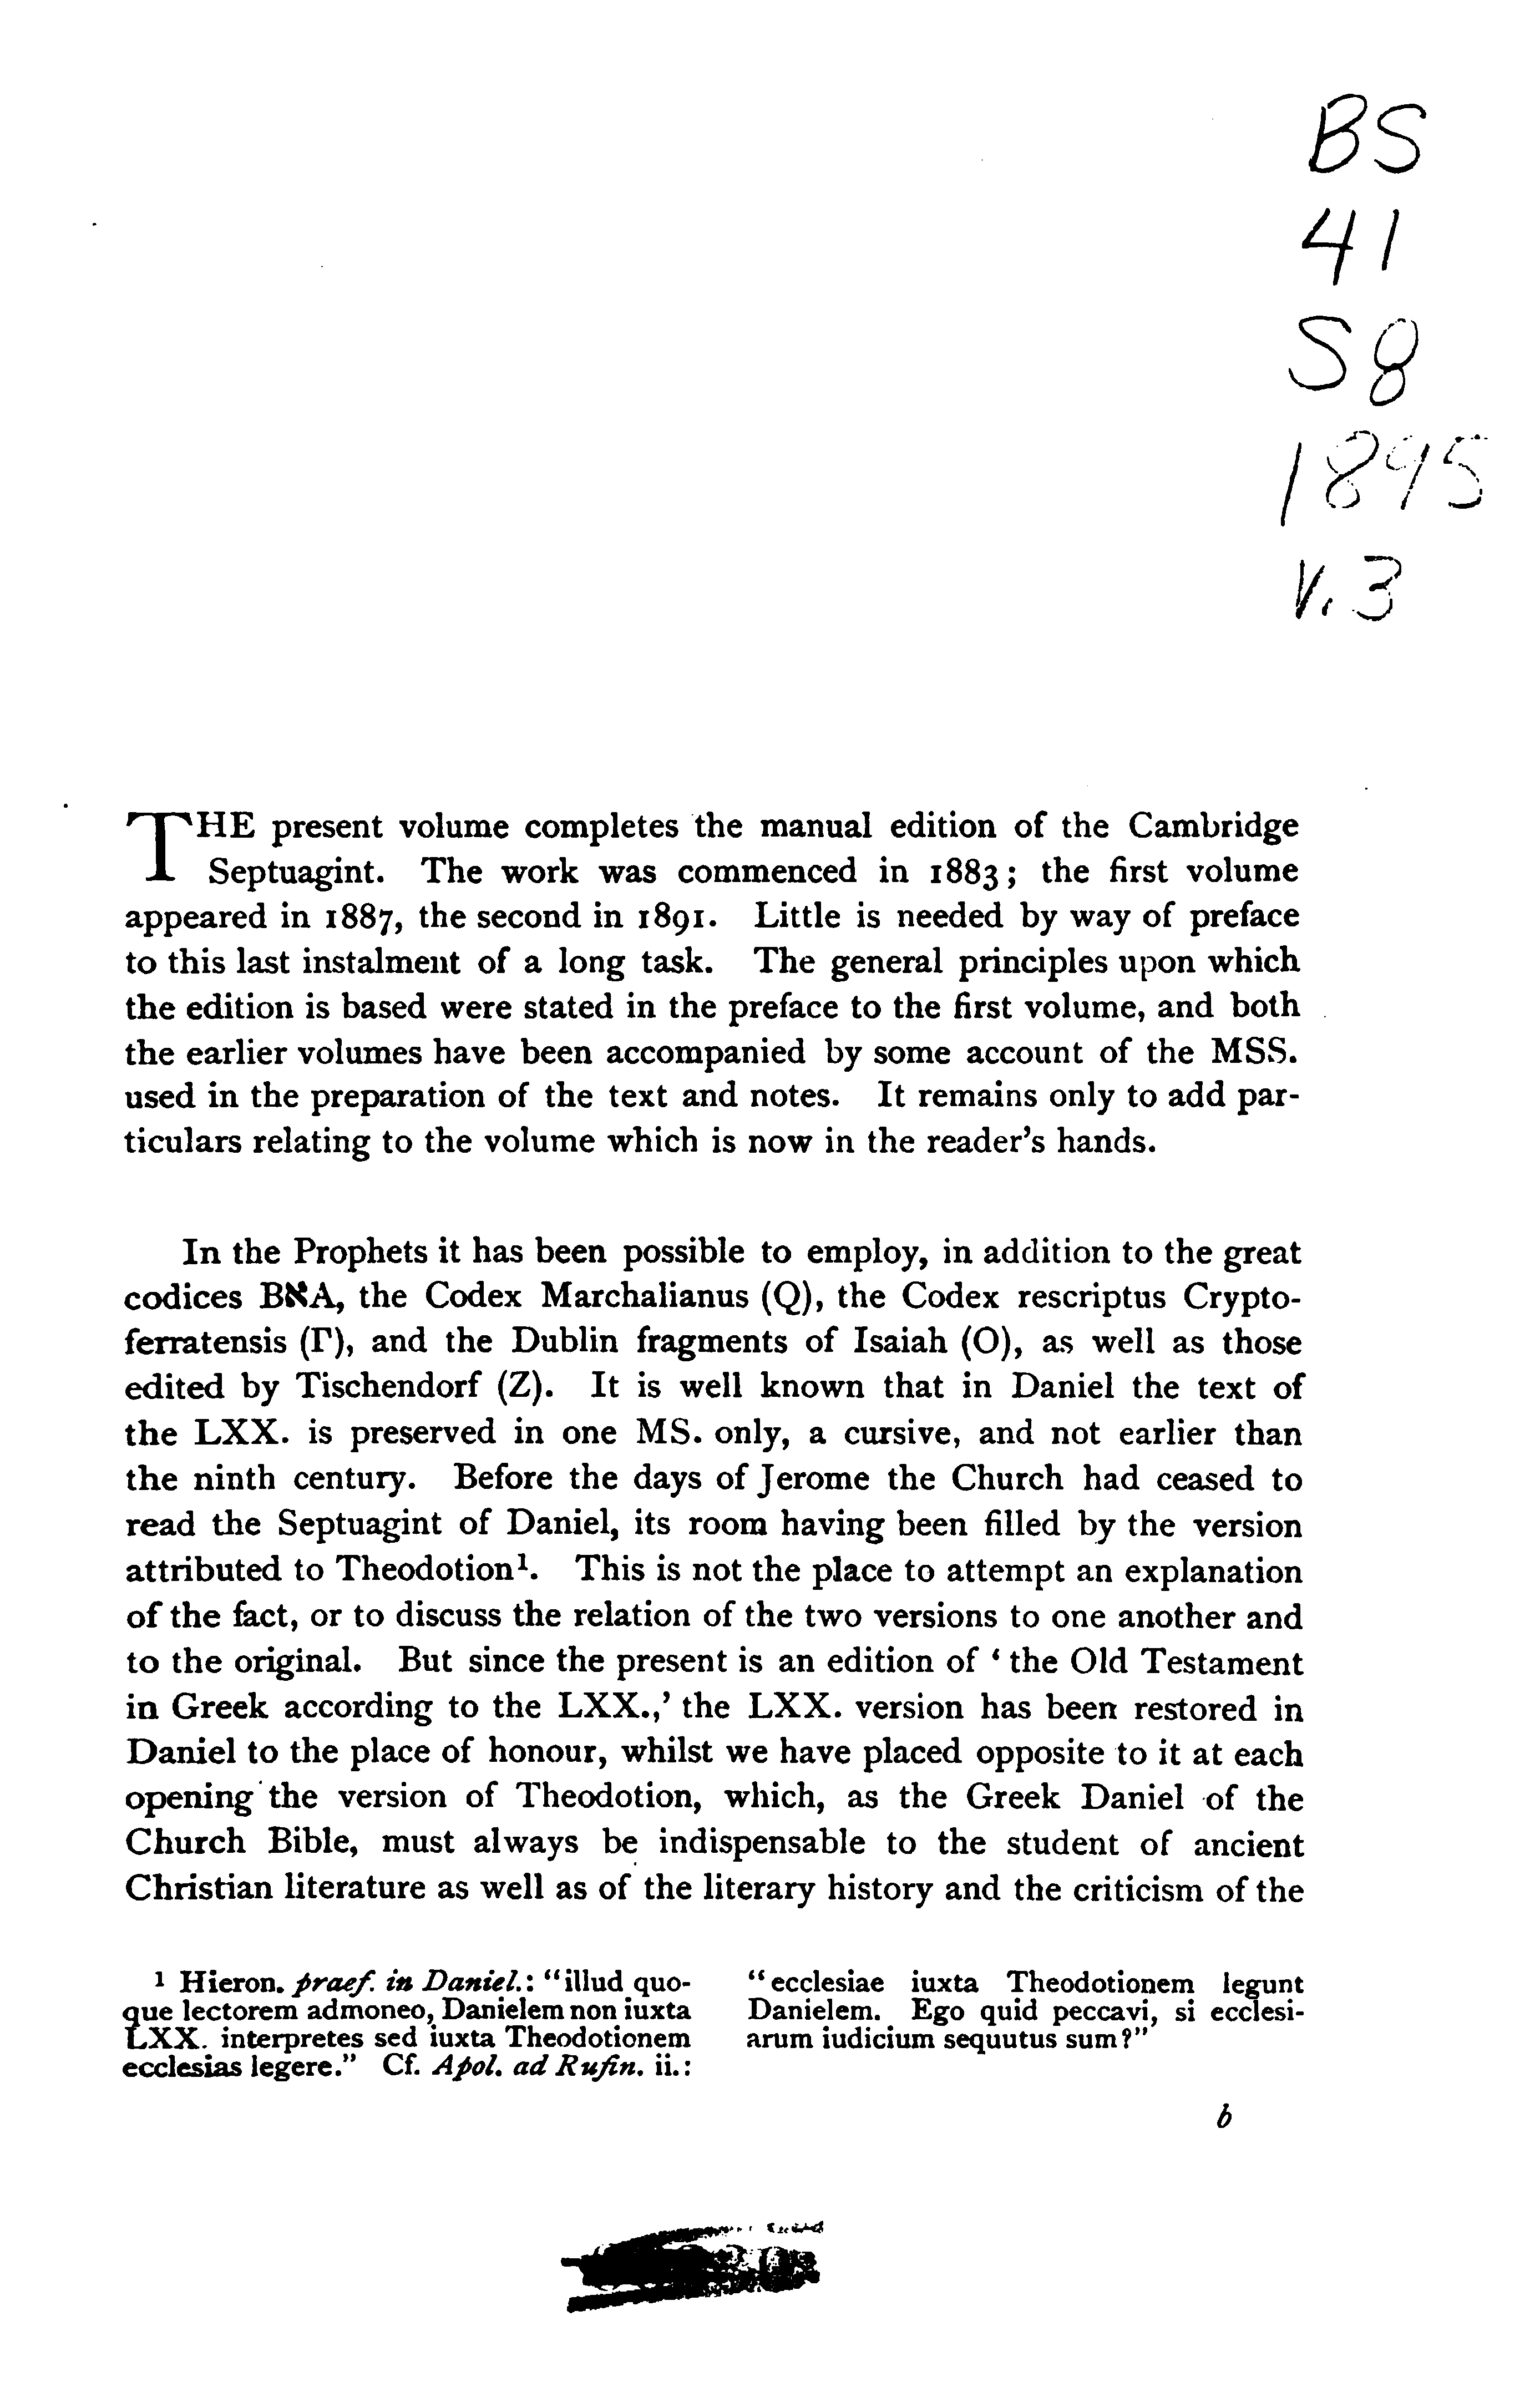 BS
41
S8
1895
v.3
THE present volume completes the manual edition of the Cambridge
Septuagint. The work was commenced in 1883; the first volume
appeared in 1887, the second in 1891. Little is needed by way of preface
to this last instalment of a long task. The general principles upon which
the edition is based were stated in the preface to the first volume, and both
the earlier volumes have been accompanied by some account of the MSS.
used in the preparation of the text and notes. It remains only to add par-
ticulars relating to the volume which is now in the reader's hands.
In the Prophets it has been possible to employ, in addition to the great
codices BאA, the Codex Marchalianus (Q), the Codex rescriptus Crypto-
ferratensis (Γ), and the Dublin fragments of Isaiah (O), as well as those
edited by Tischendorf (Z). It is well known that in Daniel the text of
the LXX. is preserved in one MS. only, a cursive, and not earlier than
the ninth century. Before the days of Jerome the Church had ceased to
read the Septuagint of Daniel, its room having been filled by the version
attributed to Theodotion¹. This is not the place to attempt an explanation
of the fact, or to discuss the relation of the two versions to one another and
to the original. But since the present is an edition of ‘the Old Testament
in Greek according to the LXX.,’ the LXX. version has been restored in
Daniel to the place of honour, whilst we have placed opposite to it at each
opening the version of Theodotion, which, as the Greek Daniel of the
Church Bible, must always be indispensable to the student of ancient
Christian literature as well as of the literary history and the criticism of the
¹ Hieron. praef. in Daniel.: “illud quo-
que lectorem admoneo, Danielem non iuxta
LXX. interpretes sed iuxta Theodotionem
ecclesias legere.” Cf. Apol. ad Rufin. ii.:
“ecclesiae iuxta Theodotionem legunt
Danielem. Ego quid peccavi, si ecclesi-
arum iudicium sequutus sum?”
b